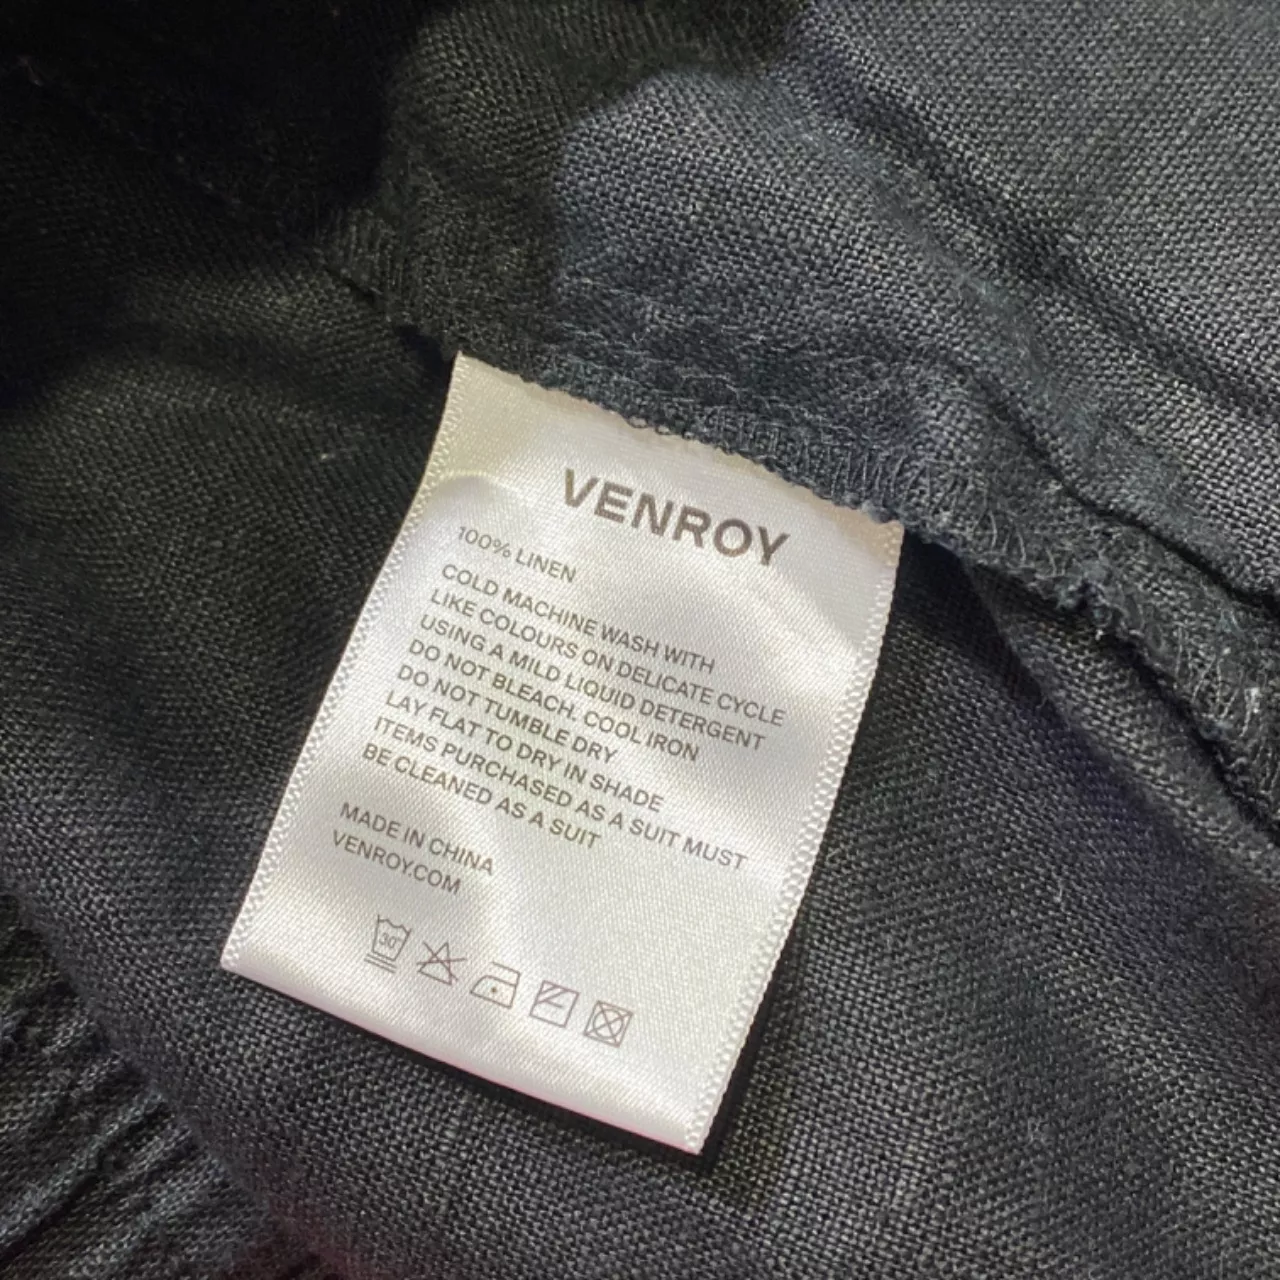 VENROY
100% LINEN
COLD MACHINE WASH WITH
LIKE COLOURS ON DELICATE CYCLE
USING A MILD LIQUID DETERGENT
DO NOT BLEACH. COOL IRON
DO NOT TUMBLE DRY
LAY FLAT TO DRY IN SHADE
ITEMS PURCHASED AS A SUIT MUST
BE CLEANED AS A SUIT
MADE IN CHINA
VENROY.COM
30°